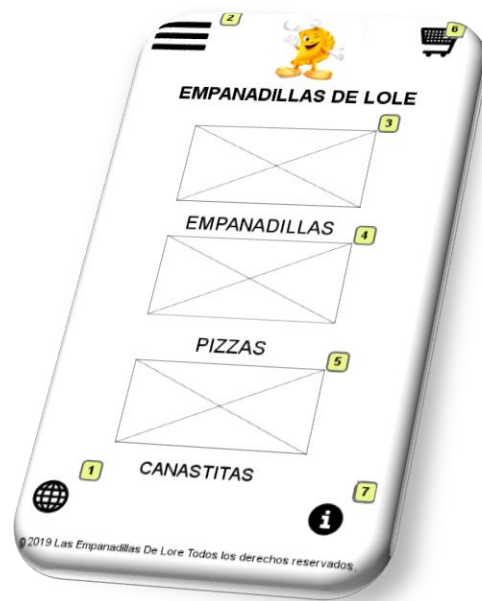 2
6
EMPANADILLAS DE LOLE
3
EMPANADILLAS
4
PIZZAS
5
CANASTITAS
1
7
i
© 2019 Las Empanadillas De Lore Todos los derechos reservados.